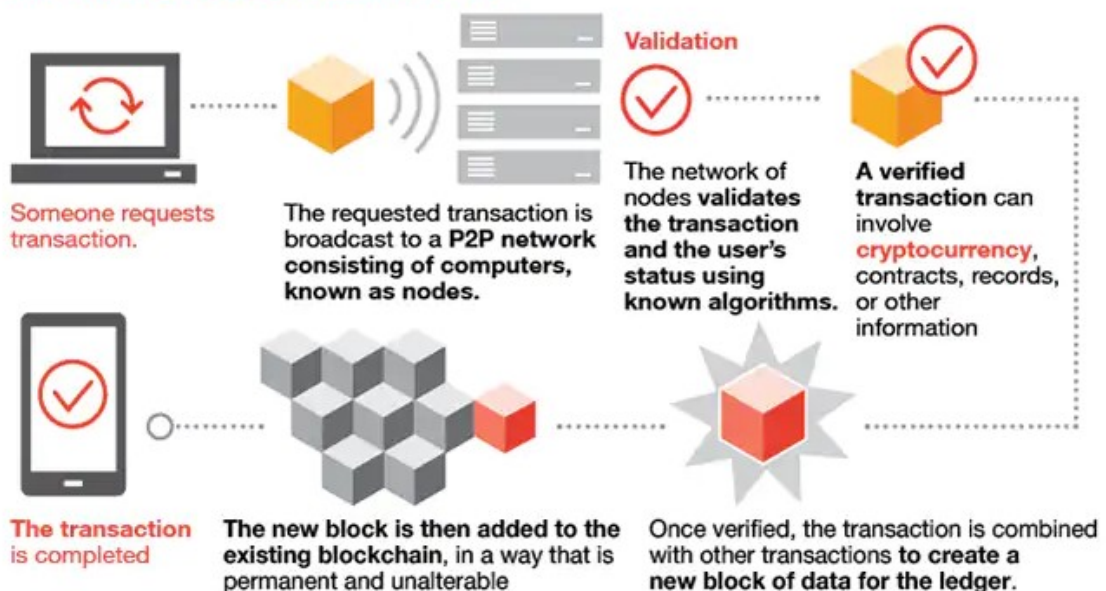 Someone requests
transaction.
The requested transaction is
broadcast to a P2P network
consisting of computers,
known as nodes.
Validation
The network of
nodes validates
the transaction
and the user's
status using
known algorithms.
A verified
transaction can
involve
cryptocurrency,
contracts, records,
or other
information
Once verified, the transaction is combined
with other transactions to create a
new block of data for the ledger.
The new block is then added to the
existing blockchain, in a way that is
permanent and unalterable
The transaction
is completed